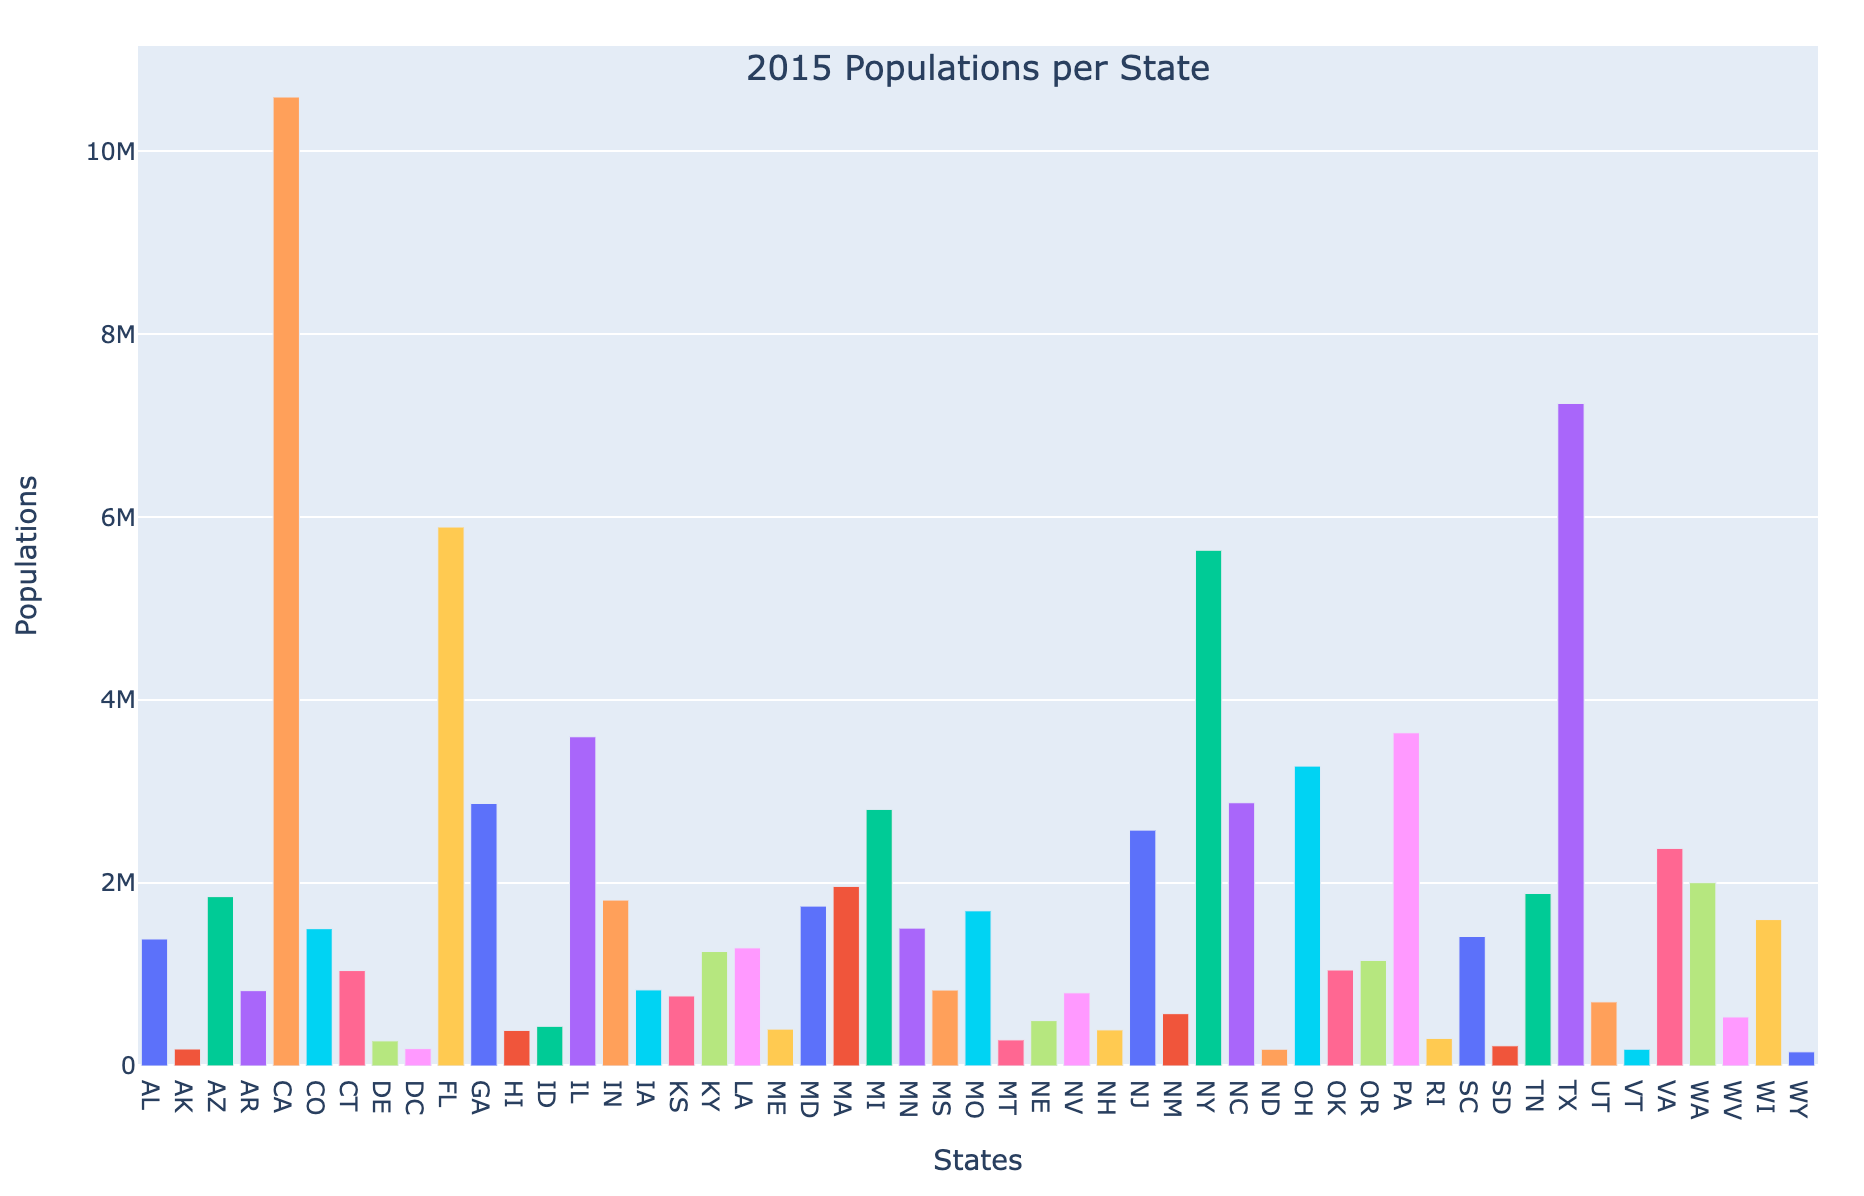 2015 Populations per State
10M
8M
6M
4M
2M
0
Populations
AL AK AZ AR CA CO CT DE DC FL GA HI ID IL IN IA KS KY LA ME MD MA MI MN MS MO MT NE NV NH NJ NM NY NC ND OH OK OR PA RI SC SD TN TX UT VT VA WA WV WI WY
States